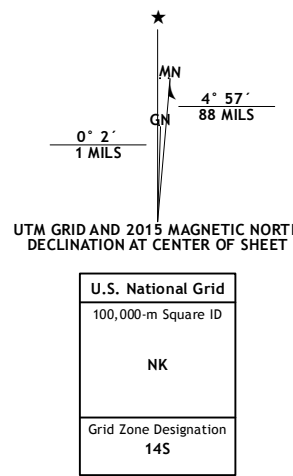 ★
MN
GN
4° 57´
88 MILS
0° 2´
1 MILS
UTM GRID AND 2015 MAGNETIC NORTH
DECLINATION AT CENTER OF SHEET
U.S. National Grid
100,000-m Square ID
NK
Grid Zone Designation
14S